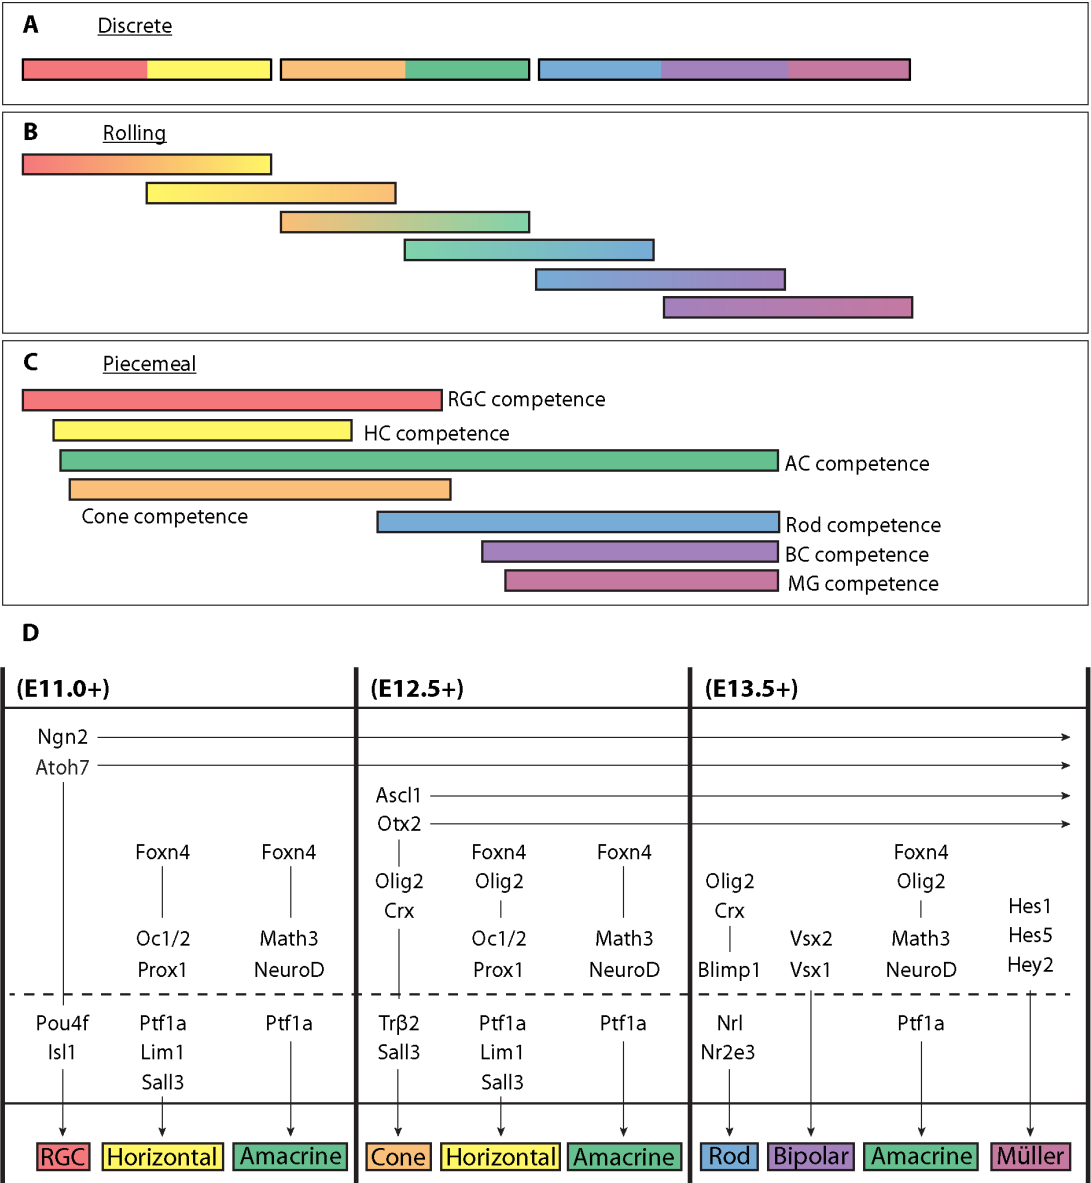 A Discrete
B Rolling
C Piecemeal
RGC competence
HC competence
AC competence
Cone competence
Rod competence
BC competence
MG competence
D
(E11.0+) (E12.5+) (E13.5+)
Ngn2
Atoh7
Ascl1
Otx2
Foxn4 Foxn4 Foxn4 Foxn4 Foxn4
Olig2 Olig2 Olig2 Olig2
Crx Crx
Hes1
Oc1/2 Math3 Oc1/2 Math3 Vsx2 Math3 Hes5
Prox1 NeuroD Prox1 NeuroD Blimp1 Vsx1 NeuroD Hey2
Pou4f Ptf1a Ptf1a Trβ2 Ptf1a Ptf1a Nrl Ptf1a
Isl1 Lim1 Sall3 Lim1 Nr2e3
Sall3 Sall3
RGC Horizontal Amacrine Cone Horizontal Amacrine Rod Bipolar Amacrine Müller